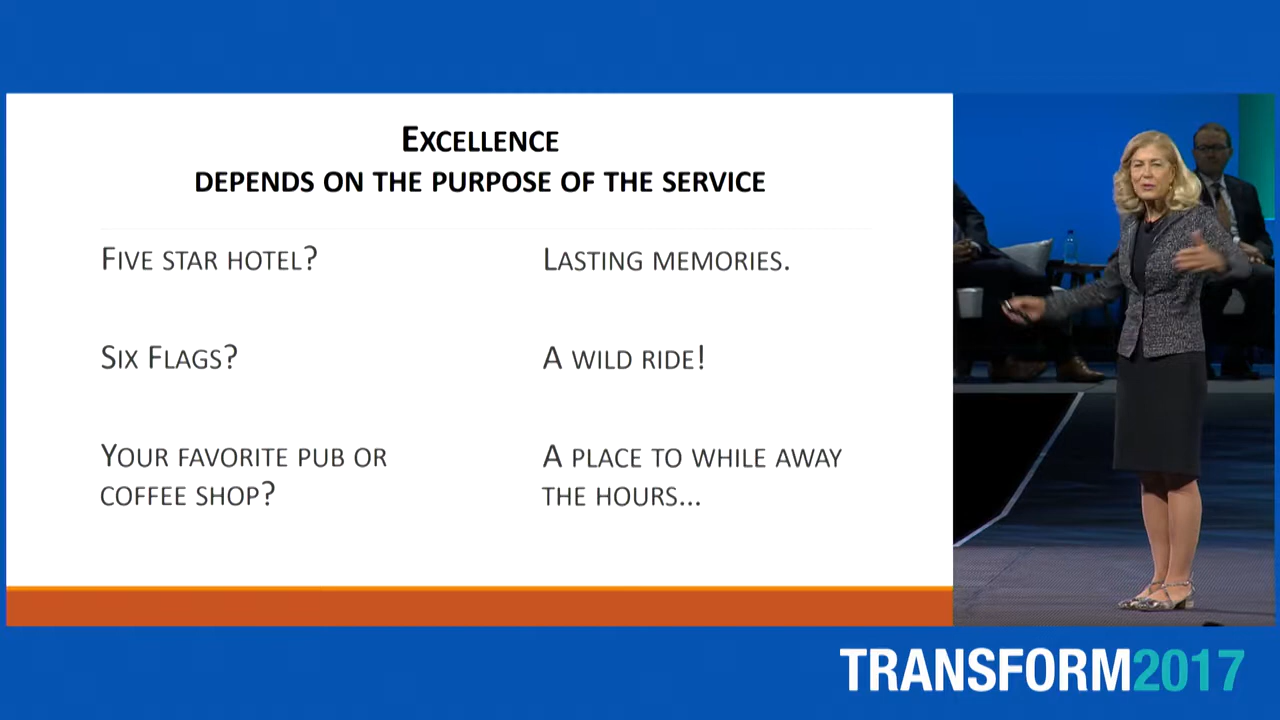 Excellence
depends on the purpose of the service
Five star hotel?
Lasting memories.
Six Flags?
A wild ride!
Your favorite pub or
coffee shop?
A place to while away
the hours...
TRANSFORM2017